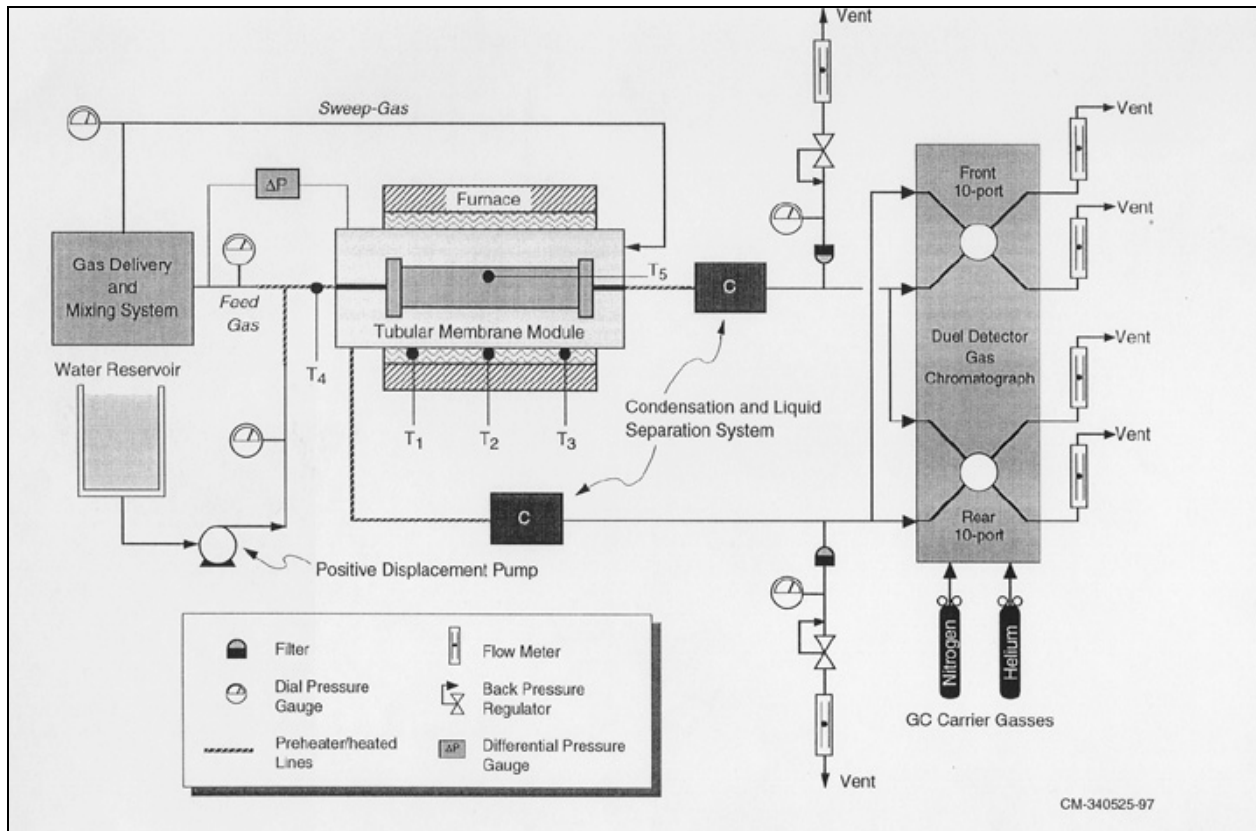 Vent
Sweep-Gas
Vent
ΔP
Furnace
Front
10-port
Vent
Gas Delivery
and
Mixing System
Feed
Gas
T5
C
Tubular Membrane Module
Water Reservoir
T4
Duel Detector
Gas
Chromatograph
Vent
T1
T2
T3
Condensation and Liquid
Separation System
Vent
C
Rear
10-port
Positive Displacement Pump
Filter
Flow Meter
Dial Pressure
Gauge
Back Pressure
Regulator
Preheater/heated
Lines
ΔP
Differential Pressure
Gauge
Nitrogen
Helium
GC Carrier Gasses
Vent
CM-340525-97